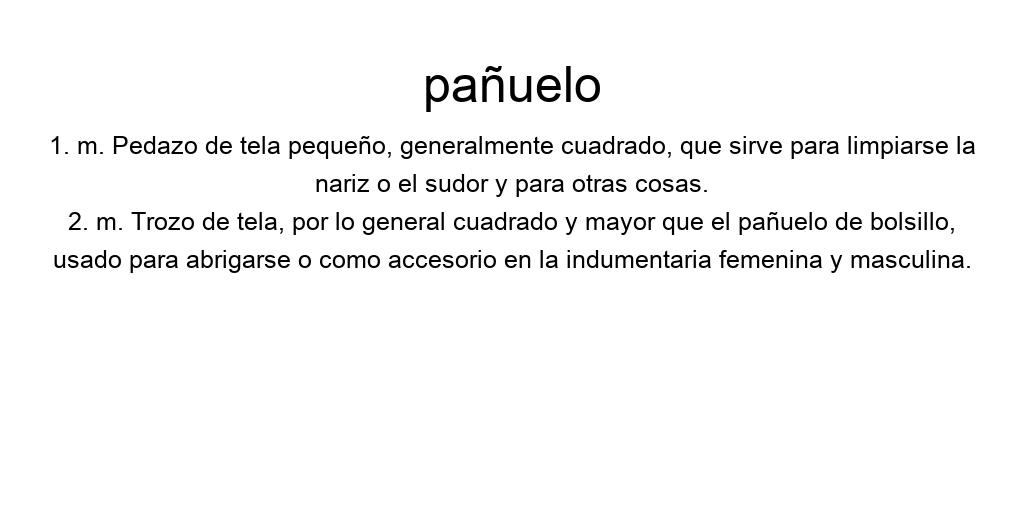 pañuelo
1. m. Pedazo de tela pequeño, generalmente cuadrado, que sirve para limpiarse la
nariz o el sudor y para otras cosas.
2. m. Trozo de tela, por lo general cuadrado y mayor que el pañuelo de bolsillo,
usado para abrigarse o como accesorio en la indumentaria femenina y masculina.